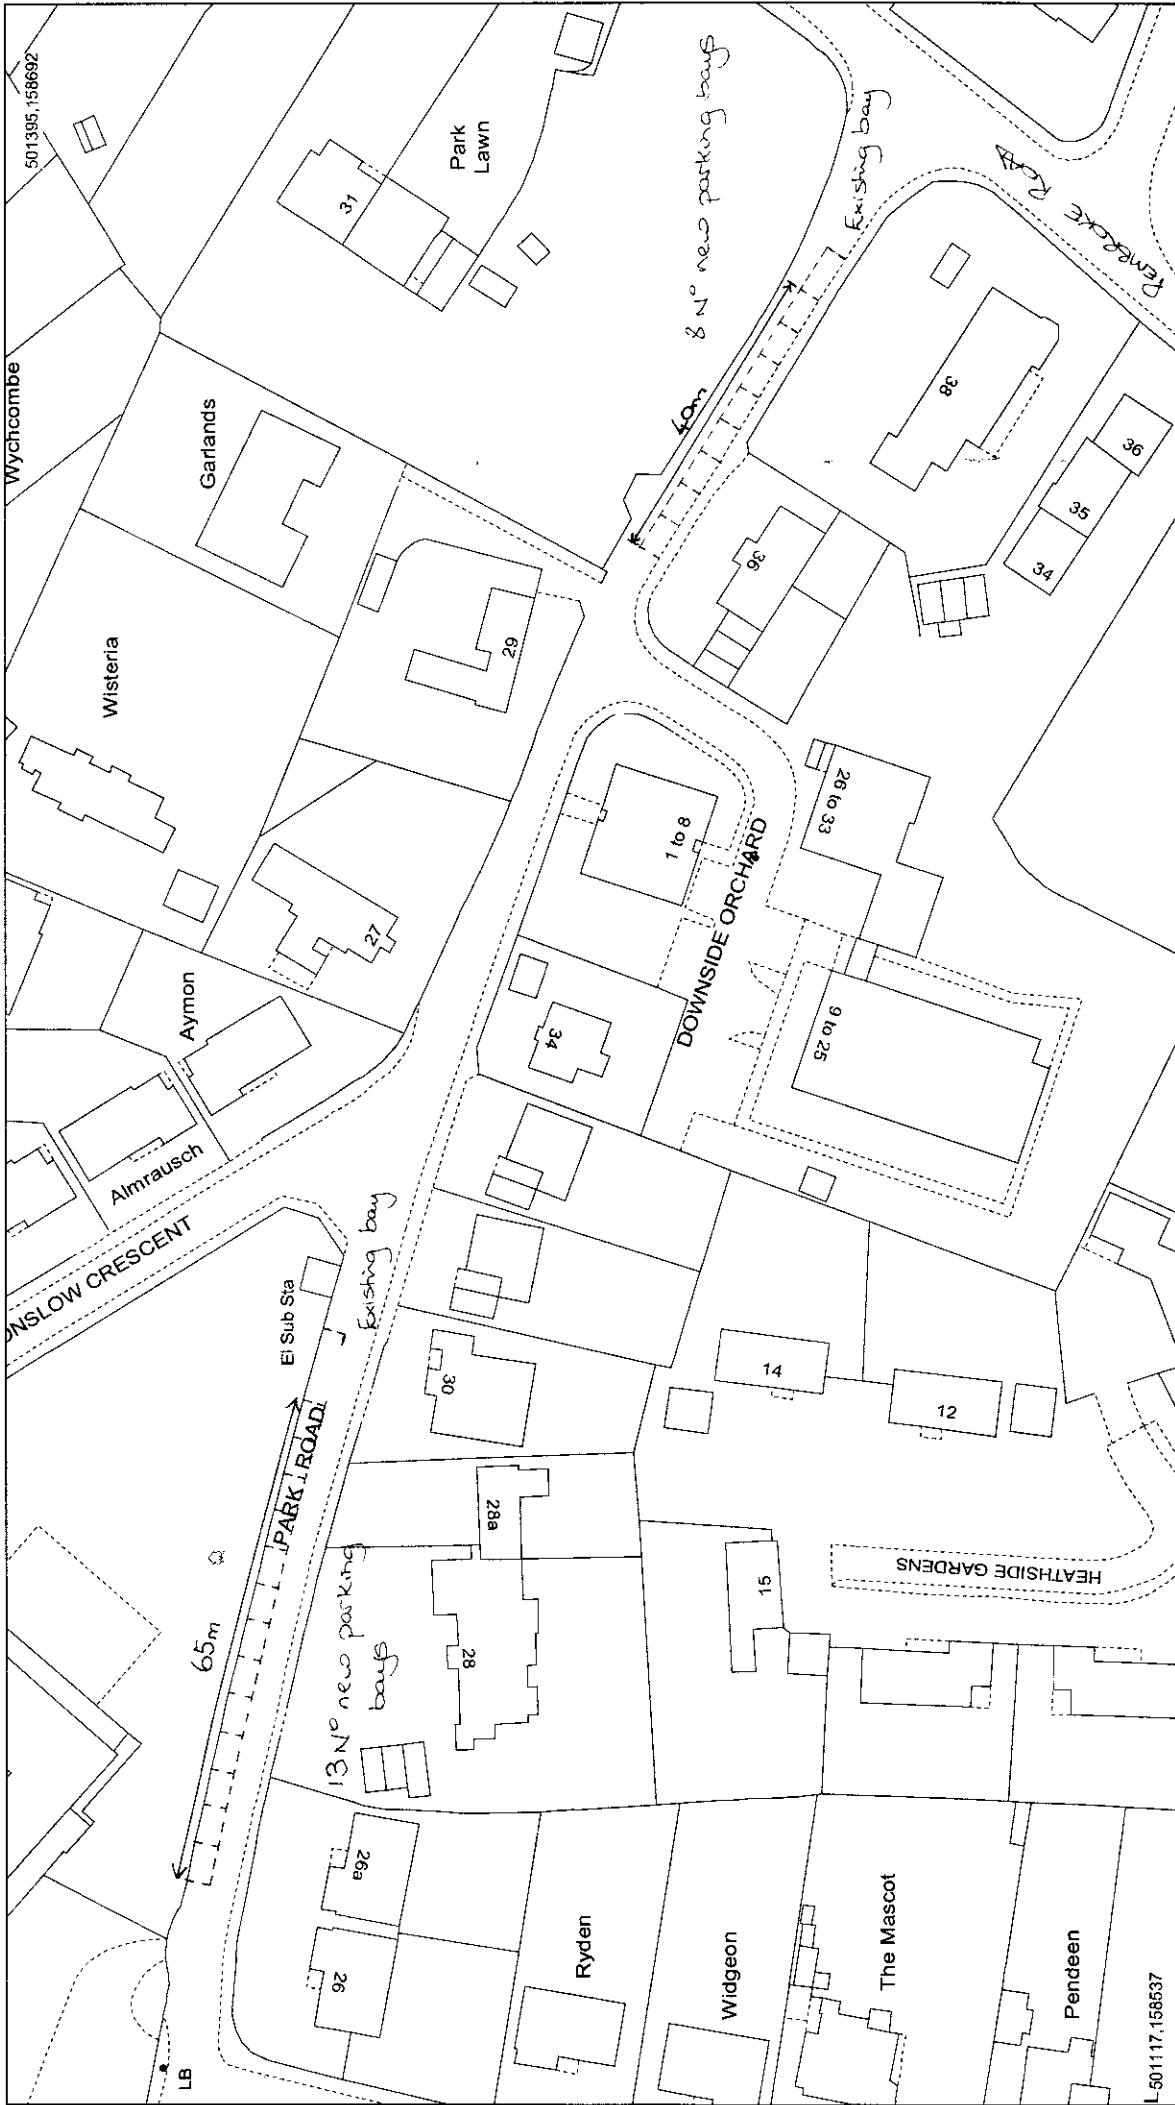 501395,158692
Wychcombe
Garlands
Wisteria
31
Park
Lawn
29
27
Aymon
Almrausch
ONSLOW CRESCENT
El Sub Sta
Existing bay
65m
PARK ROAD
13 Nº new parking
bays
8 Nº new parking bays
40m
Existing bay
PEMBROKE
38
36
36
35
34
1 to 8
26 to 33
DOWNSIDE ORCHARD
34
9 to 25
30
28a
28
14
12
15
HEATHSIDE GARDENS
26a
26
LB
Ryden
Widgeon
The Mascot
Pendeen
501117,158537